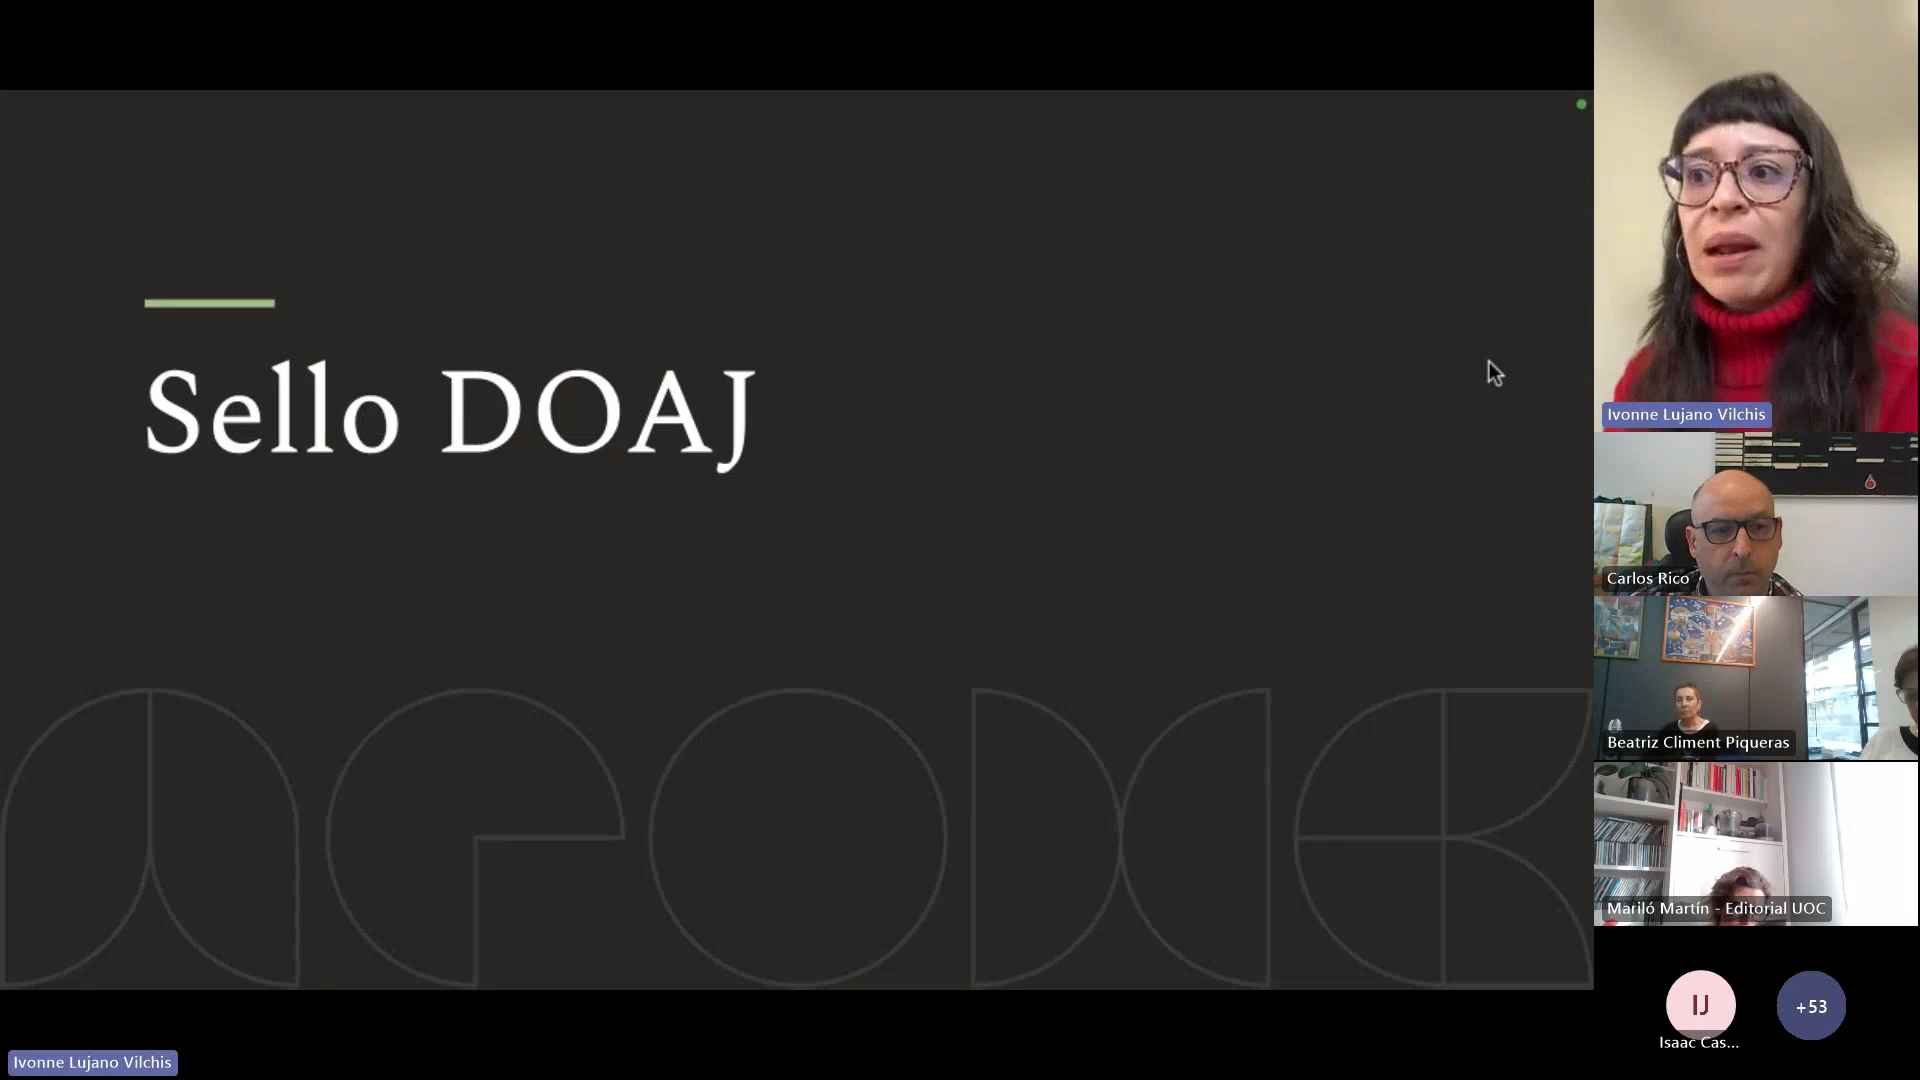 Sello DOAJ
Ivonne Lujano Vilchis
Carlos Rico
Beatriz Climent Piqueras
Mariló Martín - Editorial UOC
IJ
+53
Isaac Cas...
Ivonne Lujano Vilchis